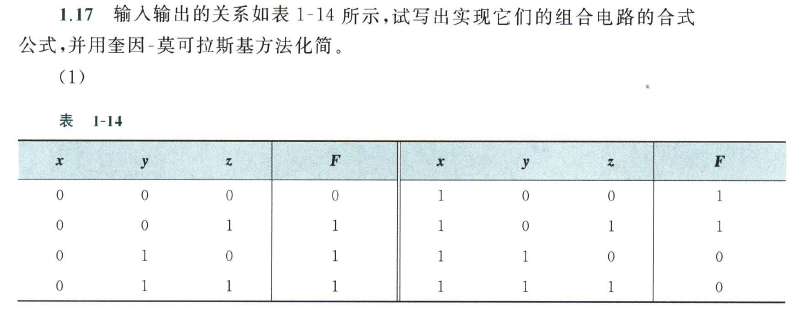 1.17 输入输出的关系如表 1-14 所示,试写出实现它们的组合电路的合式
公式,并用奎因-莫可拉斯基方法化简。
(1)
表 1-14
x y z F x y z F
0 0 0 0 1 0 0 1
0 0 1 1 1 0 1 1
0 1 0 1 1 1 0 0
0 1 1 1 1 1 1 0